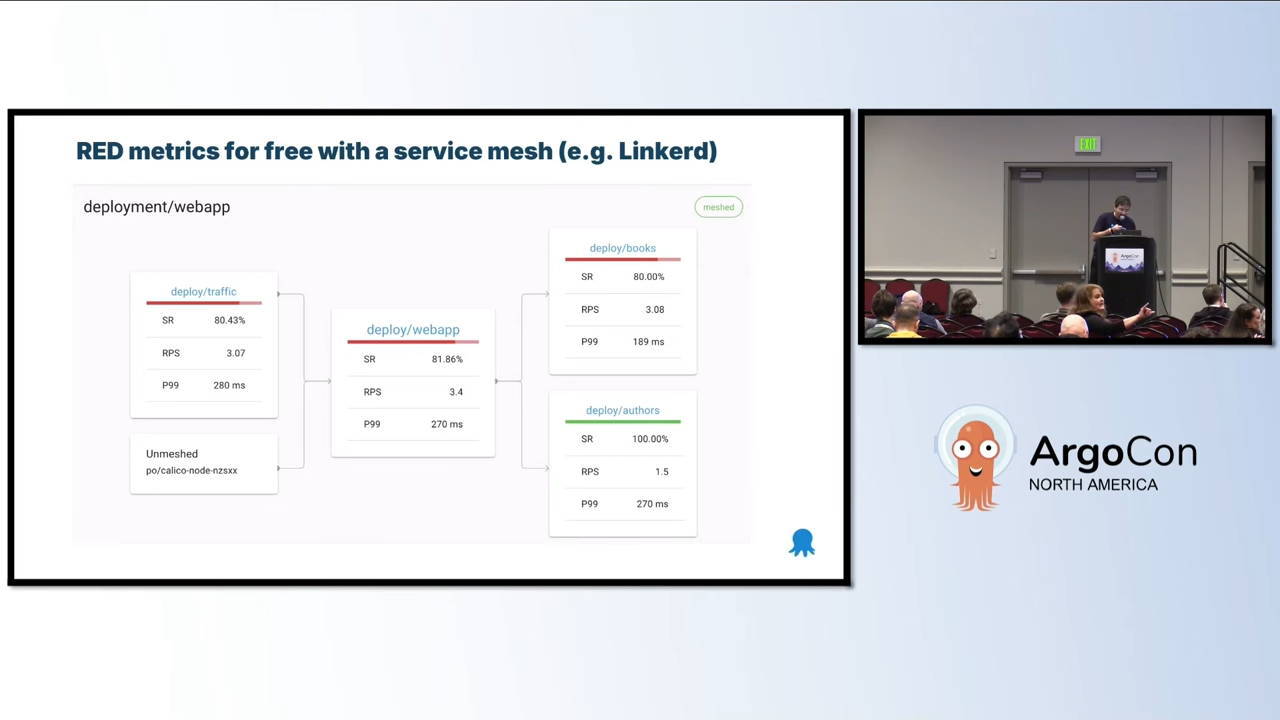 RED metrics for free with a service mesh (e.g. Linkerd)
deployment/webapp
meshed
deploy/traffic
SR 80.43%
RPS 3.07
P99 280 ms
Unmeshed
po/calico-node-nzsxx
deploy/webapp
SR 81.86%
RPS 3.4
P99 270 ms
deploy/books
SR 80.00%
RPS 3.08
P99 189 ms
deploy/authors
SR 100.00%
RPS 1.5
P99 270 ms
EXIT
ArgoCon
ArgoCon
NORTH AMERICA